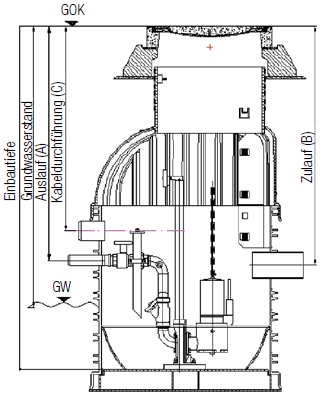 GOK
Einbautiefe
Grundwasserstand
Auslauf (A)
Kabeldurchführung (C)
Zulauf (B)
GW